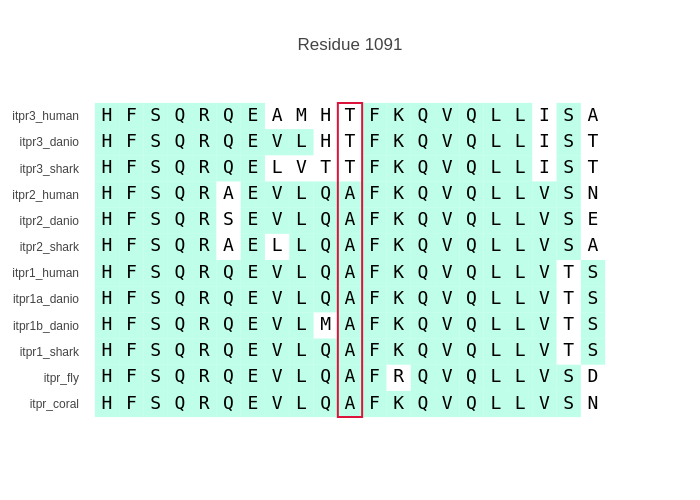 Residue 1091
itpr3_human H F S Q R Q E A M H T F K Q V Q L L I S A
itpr3_danio H F S Q R Q E V L H T F K Q V Q L L I S T
itpr3_shark H F S Q R Q E L V T T F K Q V Q L L I S T
itpr2_human H F S Q R A E V L Q A F K Q V Q L L V S N
itpr2_danio H F S Q R S E V L Q A F K Q V Q L L V S E
itpr2_shark H F S Q R A E L L Q A F K Q V Q L L V S A
itpr1_human H F S Q R Q E V L Q A F K Q V Q L L V T S
itpr1a_danio H F S Q R Q E V L Q A F K Q V Q L L V T S
itpr1b_danio H F S Q R Q E V L M A F K Q V Q L L V T S
itpr1_shark H F S Q R Q E V L Q A F K Q V Q L L V T S
itpr_fly H F S Q R Q E V L Q A F R Q V Q L L V S D
itpr_coral H F S Q R Q E V L Q A F K Q V Q L L V S N